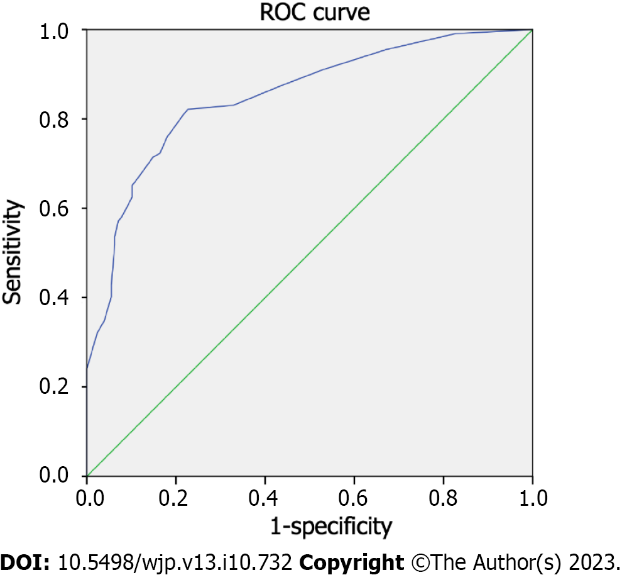 ROC curve
1.0
0.8
0.6
0.4
0.2
0.0
Sensitivity
0.0 0.2 0.4 0.6 0.8 1.0
1-specificity
DOI: 10.5498/wjp.v13.i10.732 Copyright ©The Author(s) 2023.